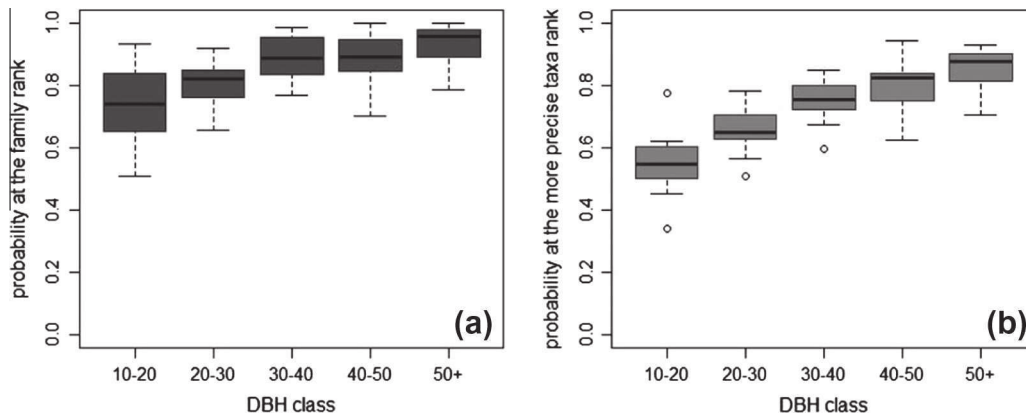 probability at the family rank
1.0
0.8
0.6
0.4
0.2
0.0
(a)
10-20 20-30 30-40 40-50 50+
DBH class
probability at the more precise taxa rank
1.0
0.8
0.6
0.4
0.2
0.0
(b)
10-20 20-30 30-40 40-50 50+
DBH class